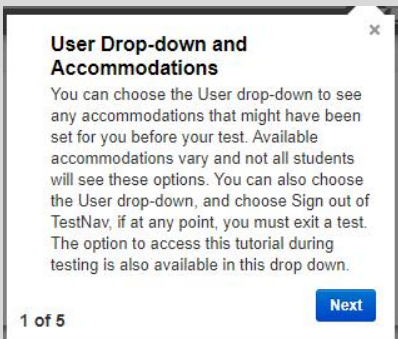 ×
User Drop-down and
Accommodations
You can choose the User drop-down to see
any accommodations that might have been
set for you before your test. Available
accommodations vary and not all students
will see these options. You can also choose
the User drop-down, and choose Sign out of
TestNav, if at any point, you must exit a test.
The option to access this tutorial during
testing is also available in this drop down.
Next
1 of 5